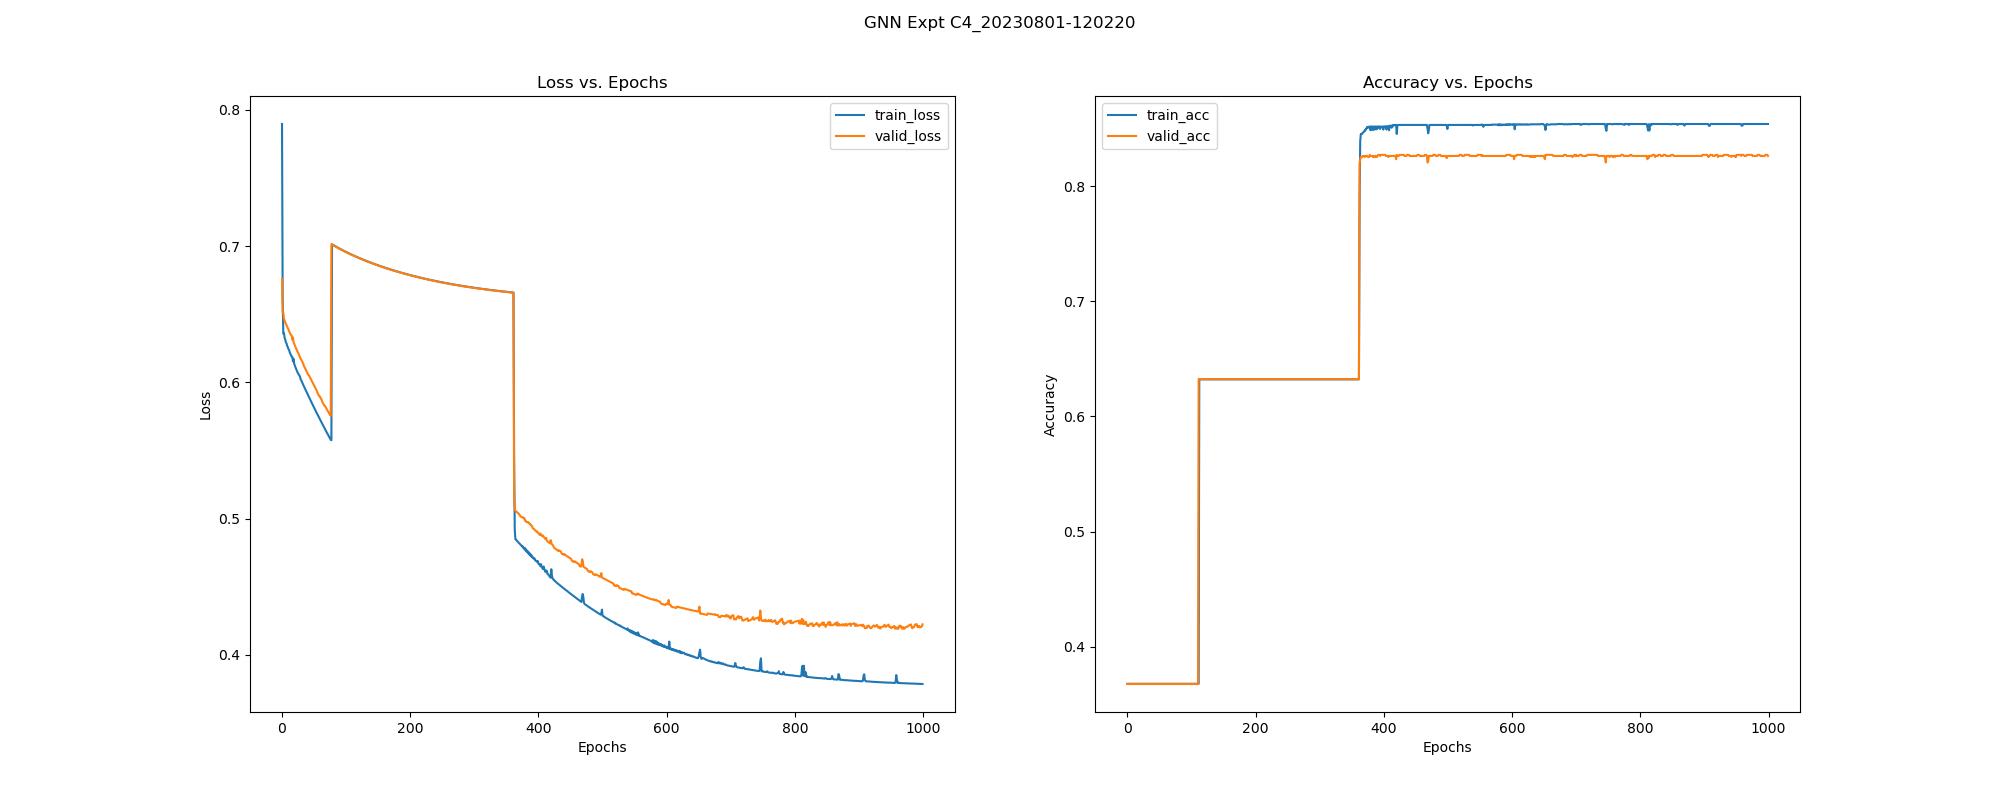 GNN Expt C4_20230801-120220
Loss vs. Epochs
0.8
0.7
0.6
0.5
0.4
Loss
train_loss
valid_loss
0
200
400
600
800
1000
Epochs
Accuracy vs. Epochs
train_acc
valid_acc
0.8
0.7
0.6
0.5
0.4
Accuracy
0
200
400
600
800
1000
Epochs